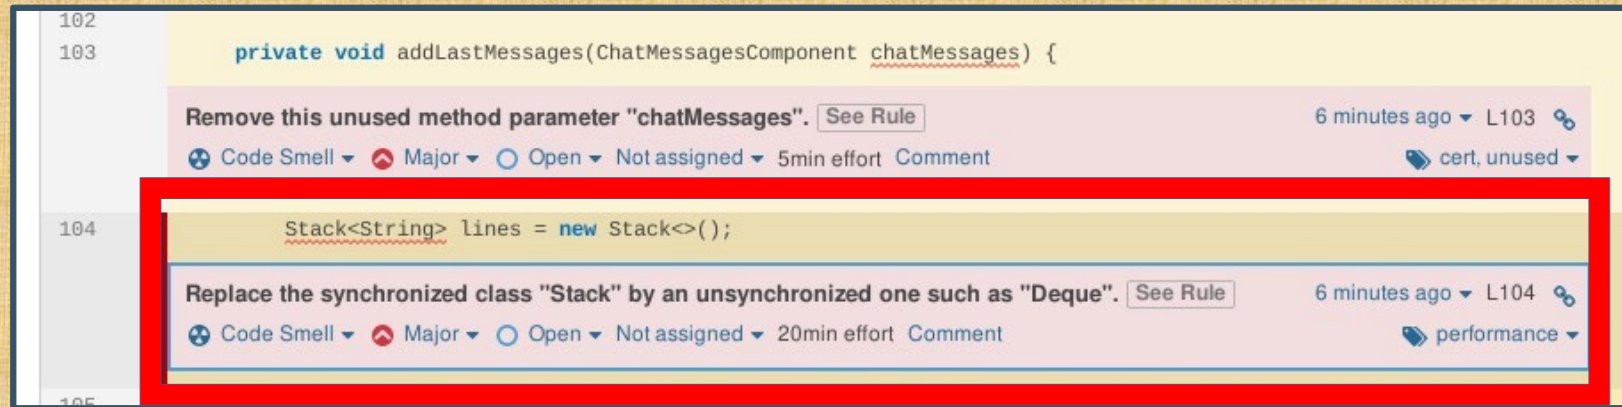 102
103 private void addLastMessages(ChatMessagesComponent chatMessages) {
Remove this unused method parameter "chatMessages". See Rule 6 minutes ago L103
Code Smell Major Open Not assigned 5min effort Comment cert, unused
104 Stack<String> lines = new Stack<>();
Replace the synchronized class "Stack" by an unsynchronized one such as "Deque". See Rule 6 minutes ago L104
Code Smell Major Open Not assigned 20min effort Comment performance
105